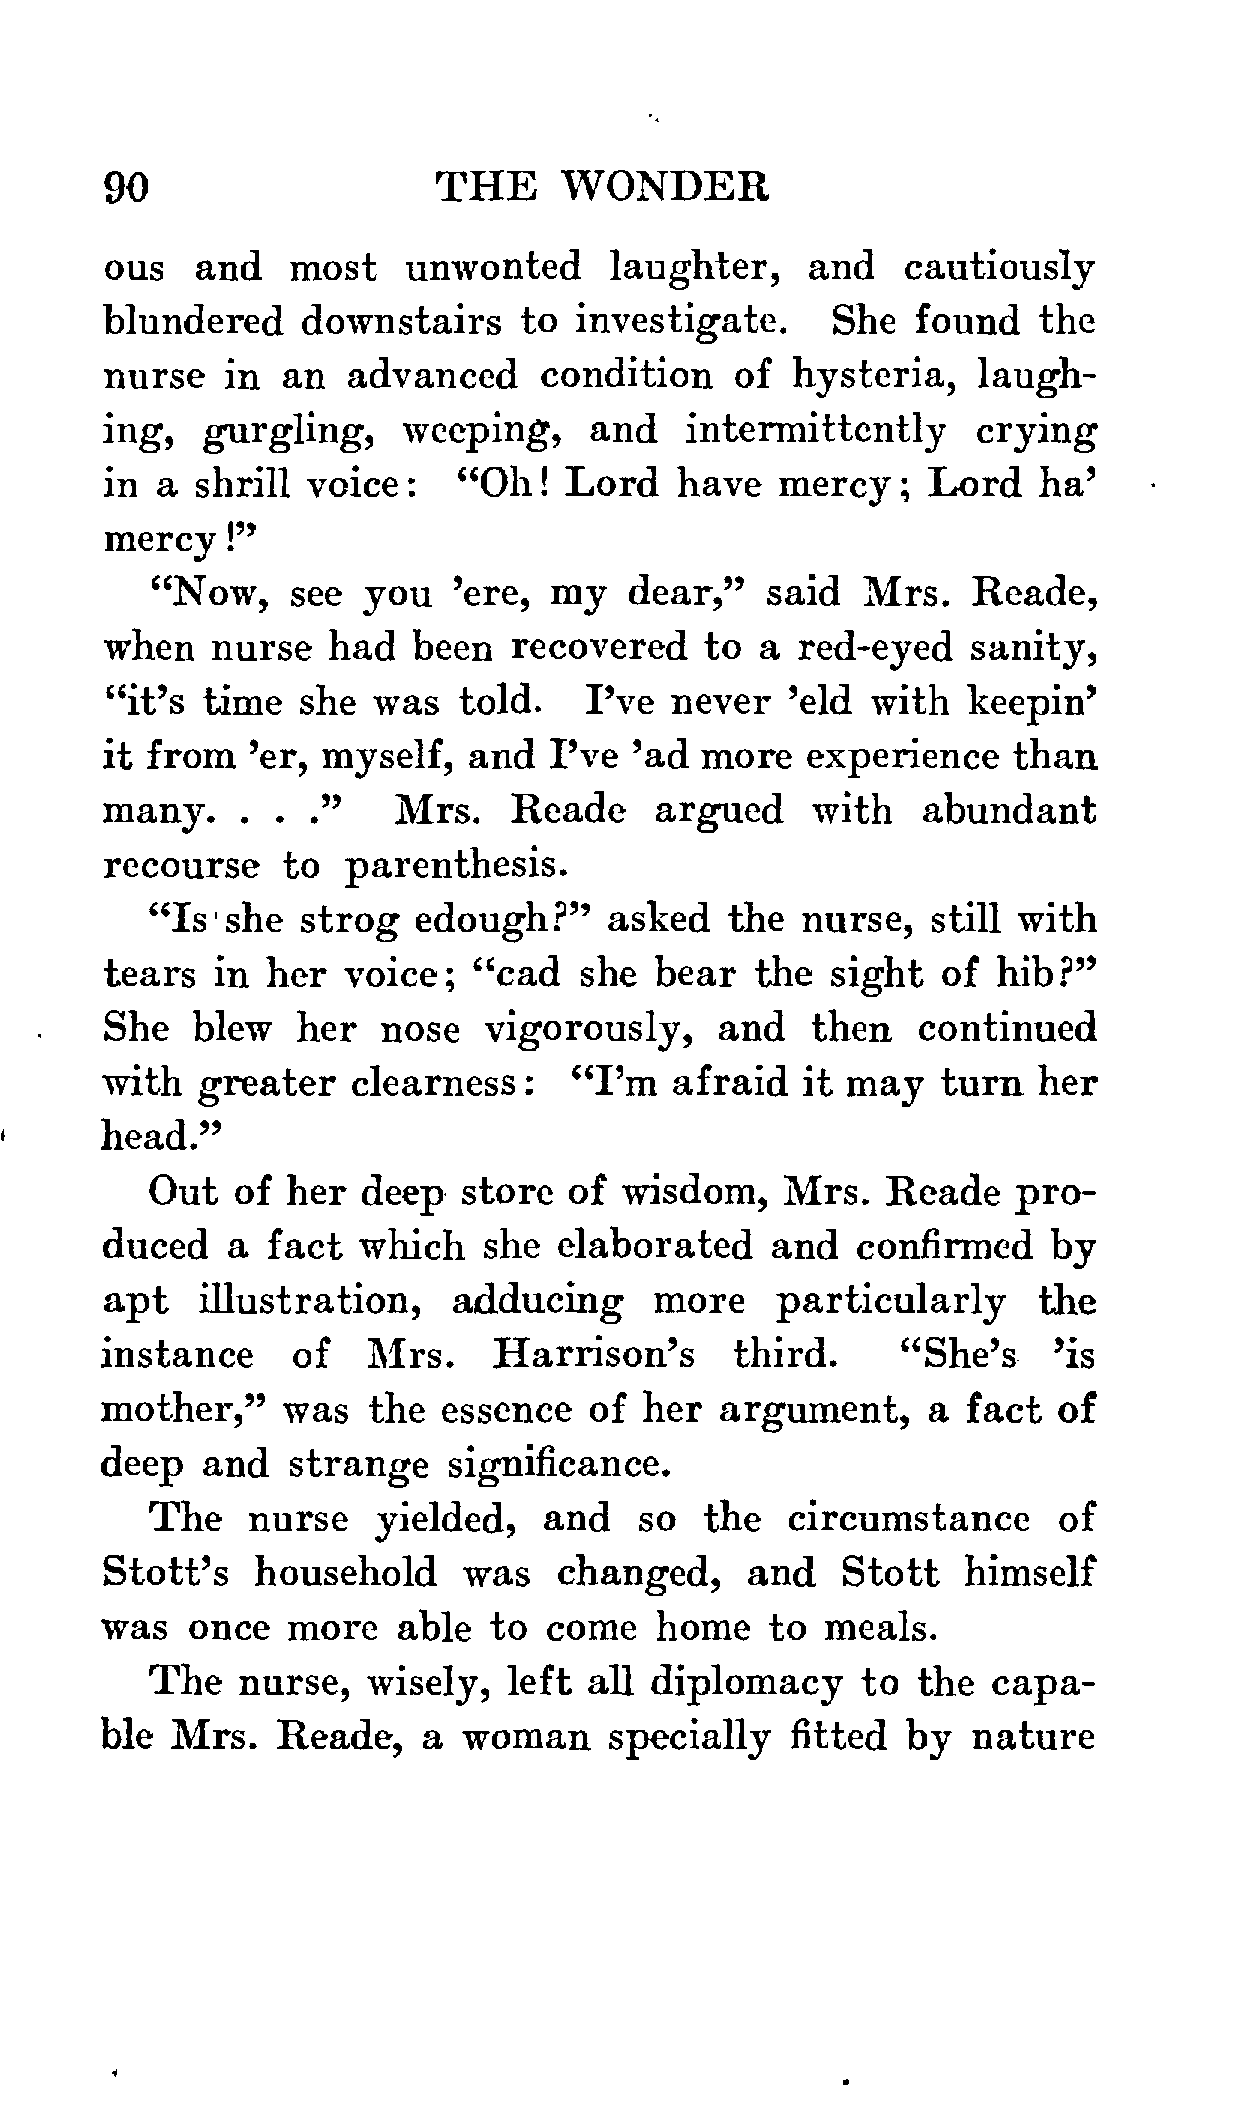 90 THE WONDER
ous and most unwonted laughter, and cautiously
blundered downstairs to investigate. She found the
nurse in an advanced condition of hysteria, laugh-
ing, gurgling, weeping, and intermittently crying
in a shrill voice: “Oh! Lord have mercy; Lord ha’
mercy!”
“Now, see you ’ere, my dear,” said Mrs. Reade,
when nurse had been recovered to a red-eyed sanity,
“it’s time she was told. I’ve never ’eld with keepin’
it from ’er, myself, and I’ve ’ad more experience than
many. . . .” Mrs. Reade argued with abundant
recourse to parenthesis.
“Is she strog edough?” asked the nurse, still with
tears in her voice; “cad she bear the sight of hib?”
She blew her nose vigorously, and then continued
with greater clearness: “I’m afraid it may turn her
head.”
Out of her deep store of wisdom, Mrs. Reade pro-
duced a fact which she elaborated and confirmed by
apt illustration, adducing more particularly the
instance of Mrs. Harrison’s third. “She’s ’is
mother,” was the essence of her argument, a fact of
deep and strange significance.
The nurse yielded, and so the circumstance of
Stott’s household was changed, and Stott himself
was once more able to come home to meals.
The nurse, wisely, left all diplomacy to the capa-
ble Mrs. Reade, a woman specially fitted by nature